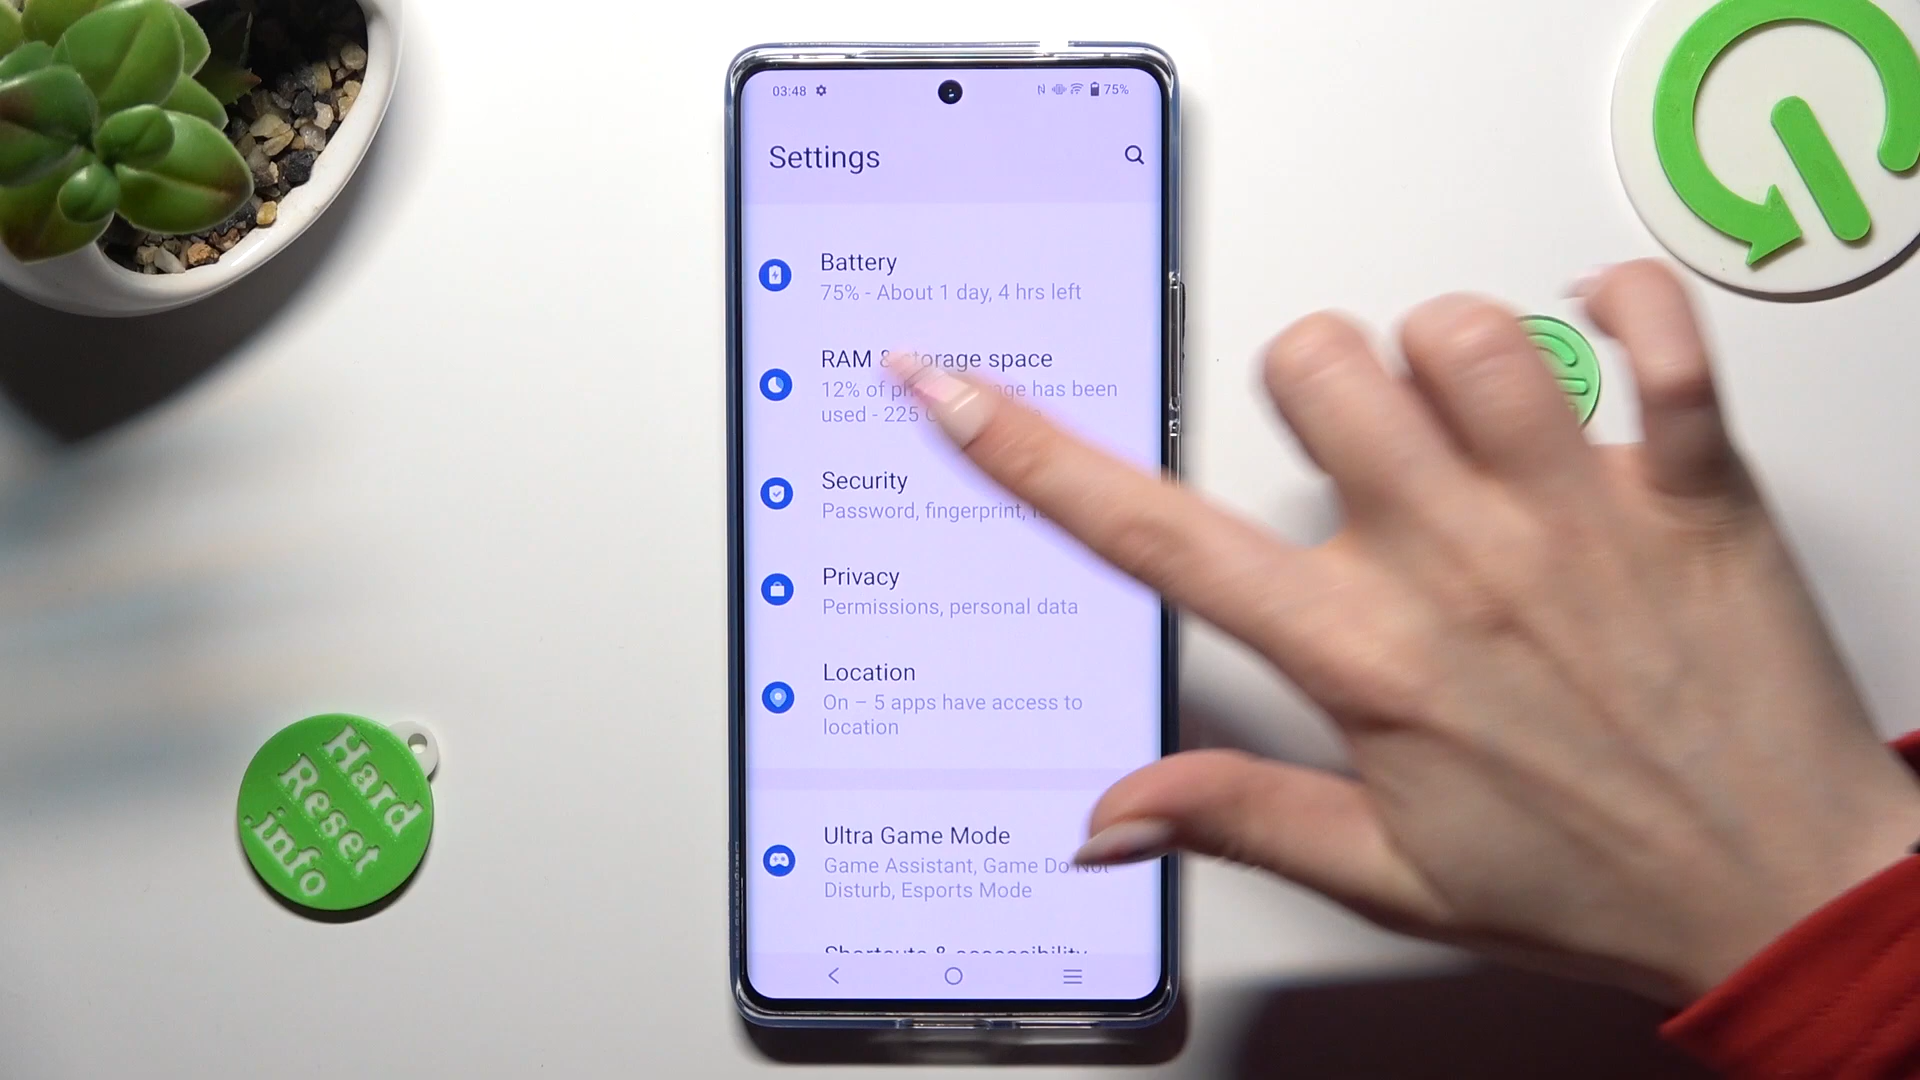 03:48 75%
Settings
Battery
75% - About 1 day, 4 hrs left
RAM & storage space
12% of age has been
used - 225
Security
Password, fingerprint,
Privacy
Permissions, personal data
Location
On – 5 apps have access to
location
Ultra Game Mode
Game Assistant, Game Do Not
Disturb, Esports Mode
Shortcuts & accessibility
Hard
Reset
.info